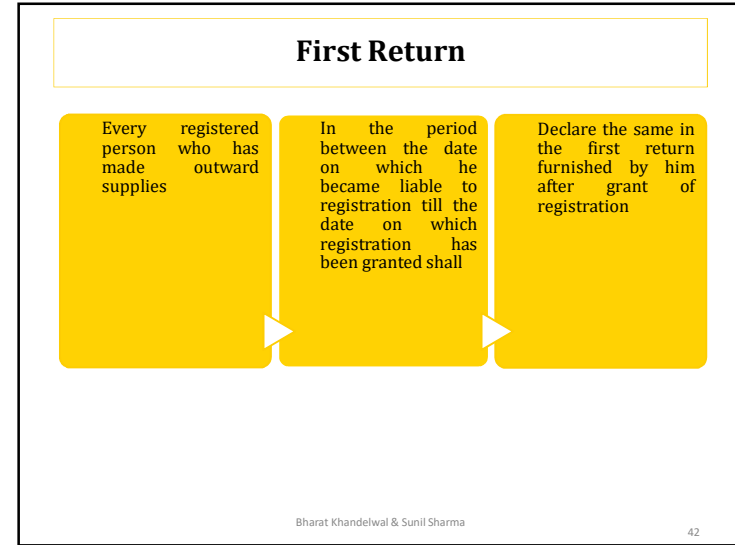 First Return
Every registered
person who has
made outward
supplies
In the period
between the date
on which he
became liable to
registration till the
date on which
registration has
been granted shall
Declare the same in
the first return
furnished by him
after grant of
registration
Bharat Khandelwal & Sunil Sharma
42